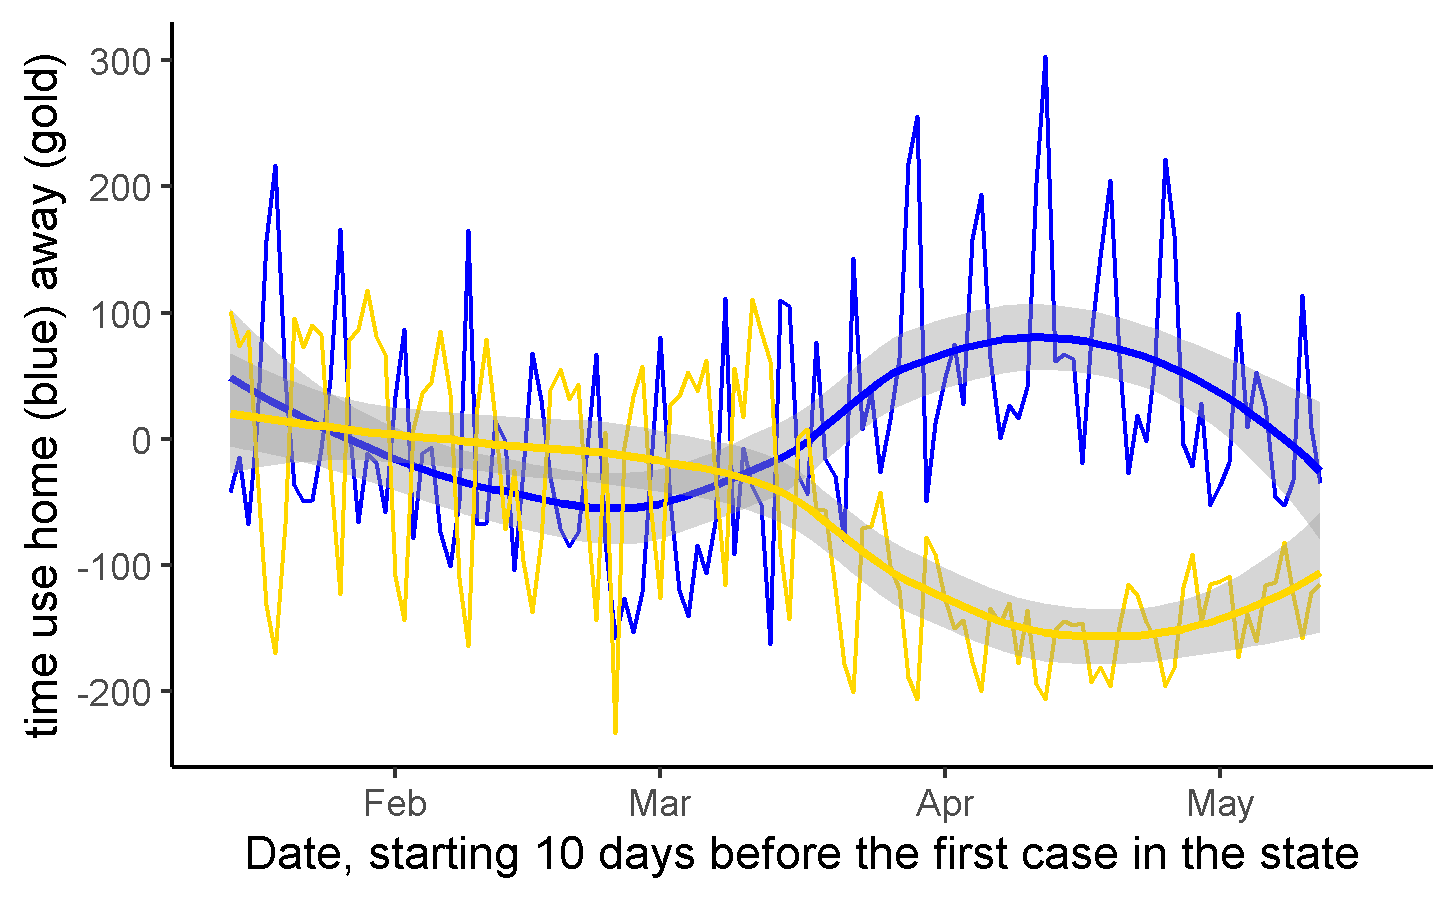 time use home (blue) away (gold)
300
200
100
0
-100
-200
Feb
Mar
Apr
May
Date, starting 10 days before the first case in the state